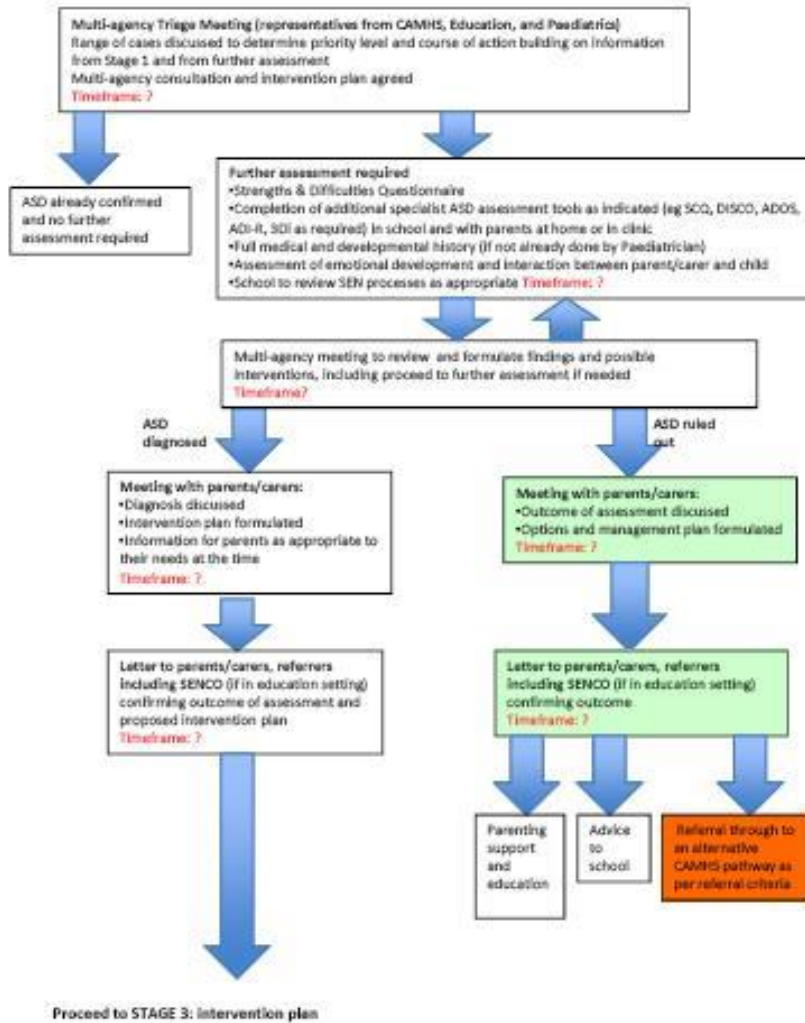 Multi-agency Triage Meeting (representatives from CAMHS, Education, and Paediatrics)
Range of cases discussed to determine priority level and course of action building on information
from Stage 1 and from further assessment
Multi-agency consultation and intervention plan agreed
Timeframe: ?
ASD already confirmed
and no further
assessment required
Further assessment required
•Strengths & Difficulties Questionnaire
•Completion of additional specialist ASD assessment tools as indicated (eg SCQ, DISCO, ADOS,
ADI-R, 3Di as required) in school and with parents at home or in clinic
•Full medical and developmental history (if not already done by Paediatrician)
•Assessment of emotional development and interaction between parent/carer and child
•School to review SEN processes as appropriate Timeframe: ?
Multi-agency meeting to review and formulate findings and possible
interventions, including proceed to further assessment if needed
Timeframe?
ASD
diagnosed
ASD ruled
out
Meeting with parents/carers:
•Diagnosis discussed
•Intervention plan formulated
•Information for parents as appropriate to
their needs at the time
Timeframe: ?
Meeting with parents/carers:
•Outcome of assessment discussed
•Options and management plan formulated
Timeframe: ?
Letter to parents/carers, referrers
including SENCO (if in education setting)
confirming outcome of assessment and
proposed intervention plan
Timeframe: ?
Letter to parents/carers, referrers
including SENCO (if in education setting)
confirming outcome
Timeframe: ?
Parenting
support
and
education
Advice
to
school
Referral through to
an alternative
CAMHS pathway as
per referral criteria
Proceed to STAGE 3: intervention plan